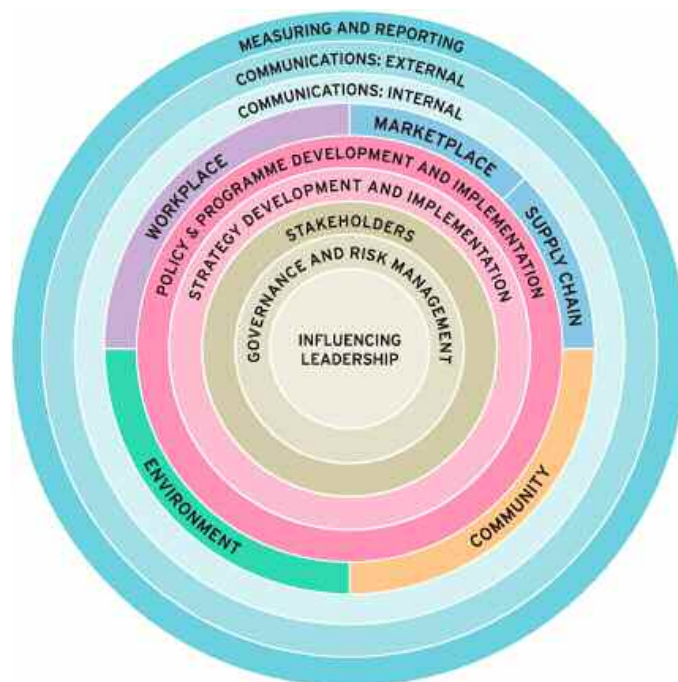 MEASURING AND REPORTING
COMMUNICATIONS: EXTERNAL
COMMUNICATIONS: INTERNAL
WORKPLACE
MARKETPLACE
SUPPLY CHAIN
POLICY & PROGRAMME DEVELOPMENT AND IMPLEMENTATION
STRATEGY DEVELOPMENT AND IMPLEMENTATION
STAKEHOLDERS
GOVERNANCE AND RISK MANAGEMENT
INFLUENCING
LEADERSHIP
ENVIRONMENT
COMMUNITY